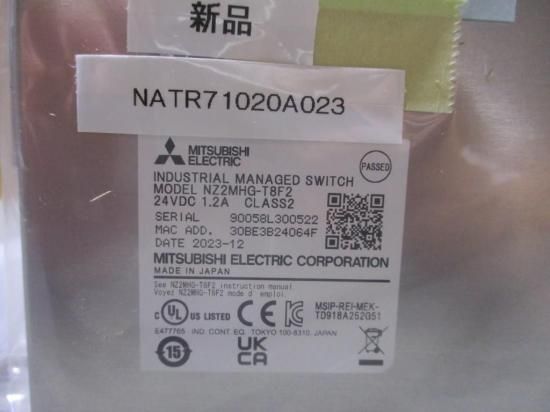 新品
NATR71020A023
MITSUBISHI
ELECTRIC
PASSED
INDUSTRIAL MANAGED SWITCH
MODEL NZ2MHG-T8F2
24VDC 1.2A CLASS2
SERIAL 90058L300522
MAC ADD. 30BE3B24064F
DATE 2023-12
MITSUBISHI ELECTRIC CORPORATION
MADE IN JAPAN
See NZ2MHG-T8F2 instruction manual
Voyez NZ2MHG-T8F2 mode d'emploi.
C UL US LISTED CE
MSIP-REI-MEK-
TD918A252G51
E477765 IND. CONT. EQ. TOKYO 100-8310, JAPAN
15
UK
CA